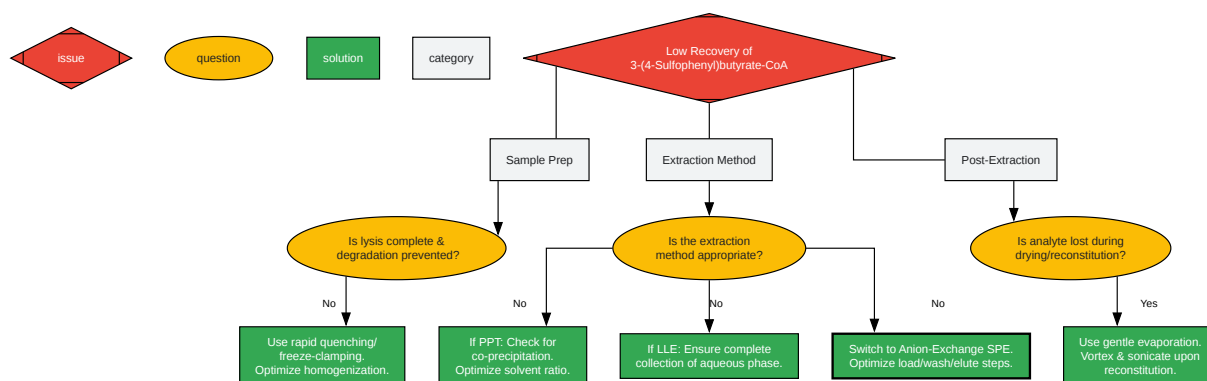 issue
question
solution
category
Low Recovery of
3-(4-Sulfophenyl)butyrate-CoA
Sample Prep
Extraction Method
Post-Extraction
Is lysis complete &
degradation prevented?
Is the extraction
method appropriate?
Is analyte lost during
drying/reconstitution?
No
No
No
No
Yes
Use rapid quenching/
freeze-clamping.
Optimize homogenization.
If PPT: Check for
co-precipitation.
Optimize solvent ratio.
If LLE: Ensure complete
collection of aqueous phase.
Switch to Anion-Exchange SPE.
Optimize load/wash/elute steps.
Use gentle evaporation.
Vortex & sonicate upon
reconstitution.